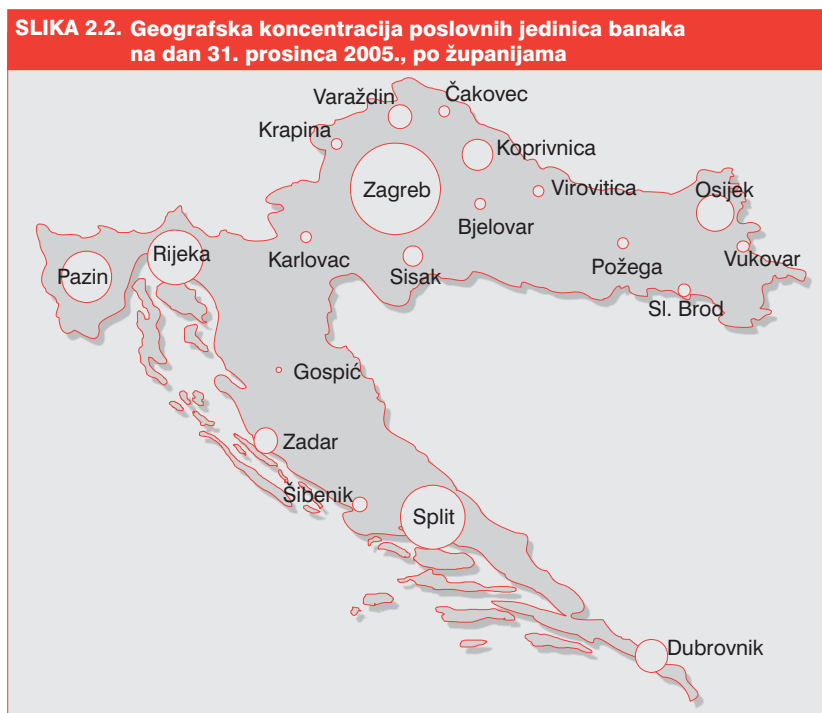 SLIKA 2.2. Geografska koncentracija poslovnih jedinica banaka
na dan 31. prosinca 2005., po županijama
Varaždin
Čakovec
Krapina
Koprivnica
Zagreb
Virovitica
Osijek
Bjelovar
Rijeka
Karlovac
Sisak
Požega
Vukovar
Pazin
Sl. Brod
Gospić
Zadar
Šibenik
Split
Dubrovnik